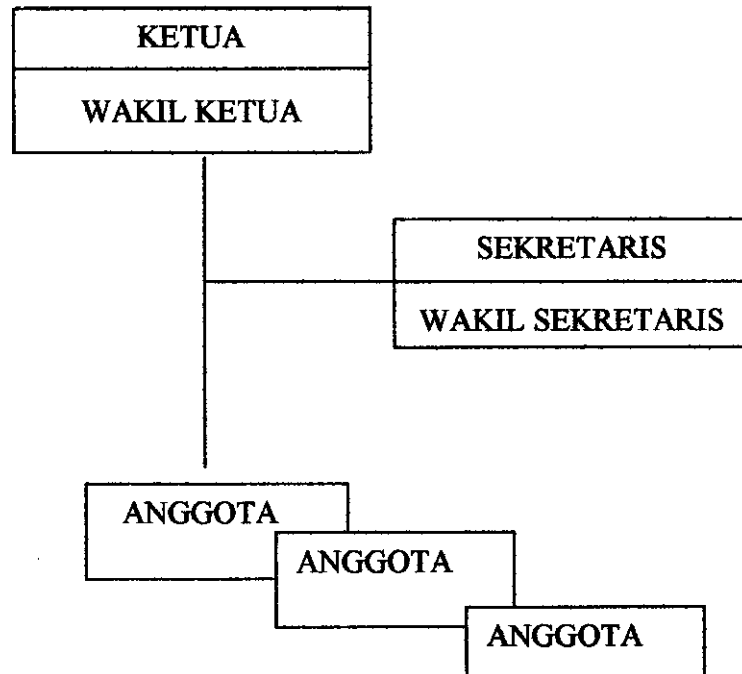 KETUA
WAKIL KETUA
SEKRETARIS
WAKIL SEKRETARIS
ANGGOTA
ANGGOTA
ANGGOTA